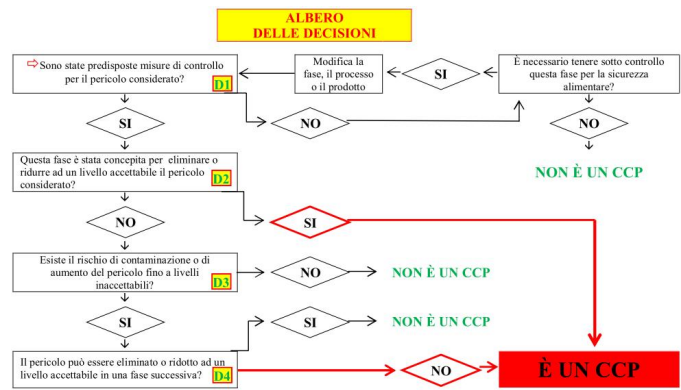 ALBERO
DELLE DECISIONI
⇨Sono state predisposte misure di controllo
per il pericolo considerato?
D1
Modifica la
fase, il processo
o il prodotto
SI
È necessario tenere sotto controllo
questa fase per la sicurezza
alimentare?
SI
NO
NO
NON È UN CCP
Questa fase è stata concepita per eliminare o
ridurre ad un livello accettabile il pericolo
considerato?
D2
NO
SI
Esiste il rischio di contaminazione o di
aumento del pericolo fino a livelli
inaccettabili?
D3
NO
NON È UN CCP
SI
SI
NON È UN CCP
Il pericolo può essere eliminato o ridotto ad un
livello accettabile in una fase successiva?
D4
NO
È UN CCP